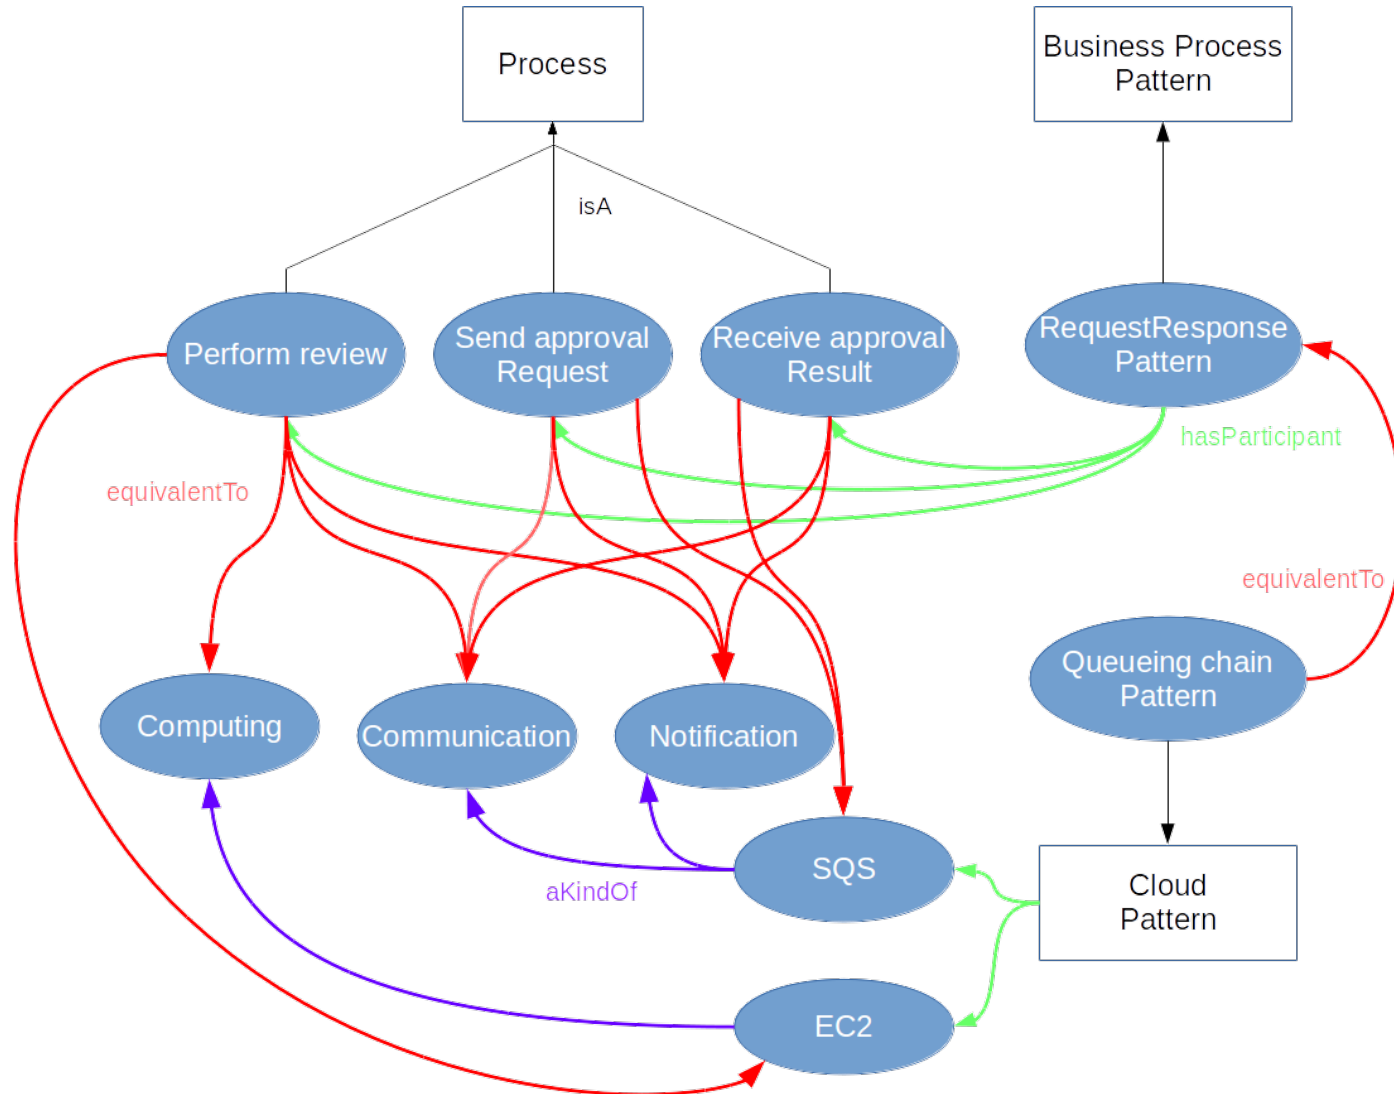 Process
Business Process
Pattern
isA
Perform review
Send approval
Request
Receive approval
Result
RequestResponse
Pattern
hasParticipant
equivalentTo
equivalentTo
Queueing chain
Pattern
Computing
Communication
Notification
SQS
aKindOf
Cloud
Pattern
EC2